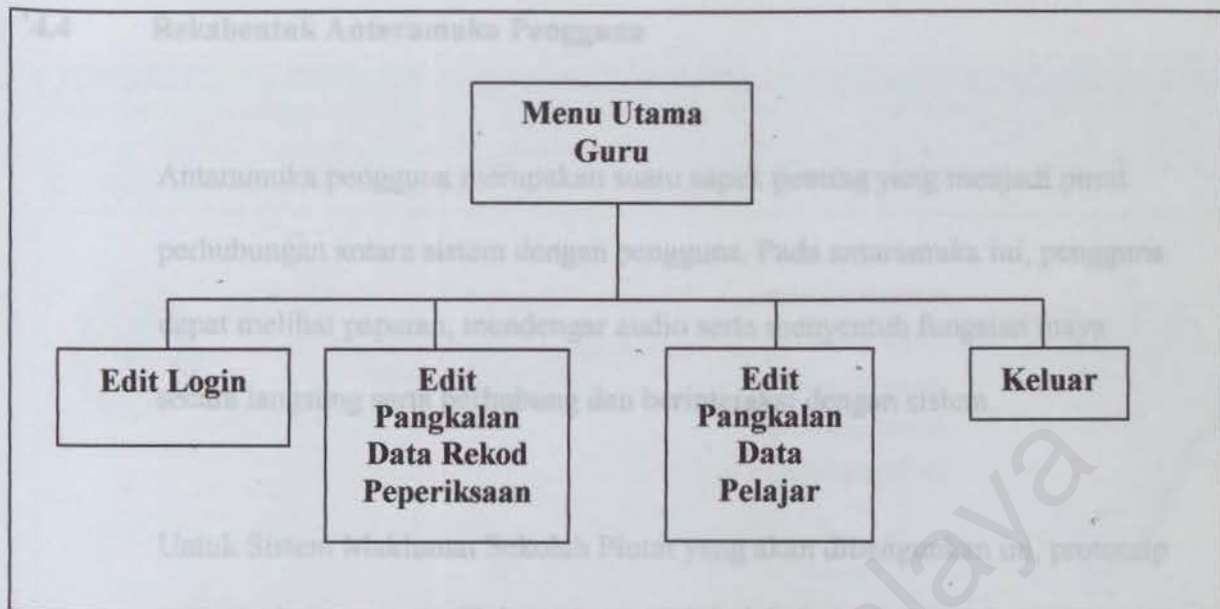 4.4 Rekabentuk Antaramuka Pengguna
Menu Utama
Guru
Antaramuka pengguna merupakan suatu aspek penting yang menjadi pusat
perhubungan antara sistem dengan pengguna. Pada antaramuka ini, pengguna
dapat melihat paparan, mendengar audio serta menyentuh fungsian maya
secara langsung serta berhubung dan berinteraksi dengan sistem.
Edit Login
Edit
Pangkalan
Data Rekod
Peperiksaan
Edit
Pangkalan
Data
Pelajar
Keluar
Untuk Sistem Maklumat Sekolah Pintar yang akan dibangunkan ini, prototaip
laya